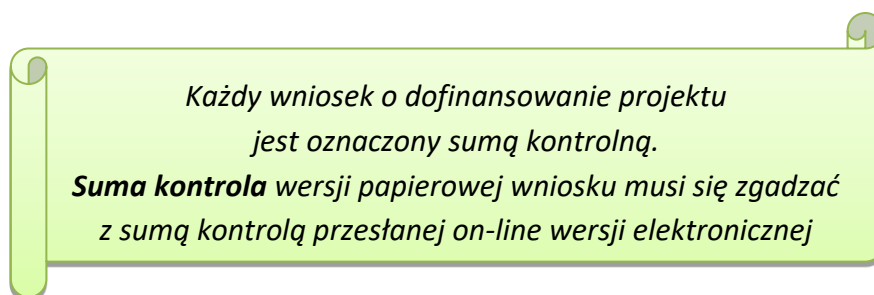 Każdy wniosek o dofinansowanie projektu
jest oznaczony sumą kontrolną.
Suma kontrola wersji papierowej wniosku musi się zgadzać
z sumą kontrolą przesłanej on-line wersji elektronicznej